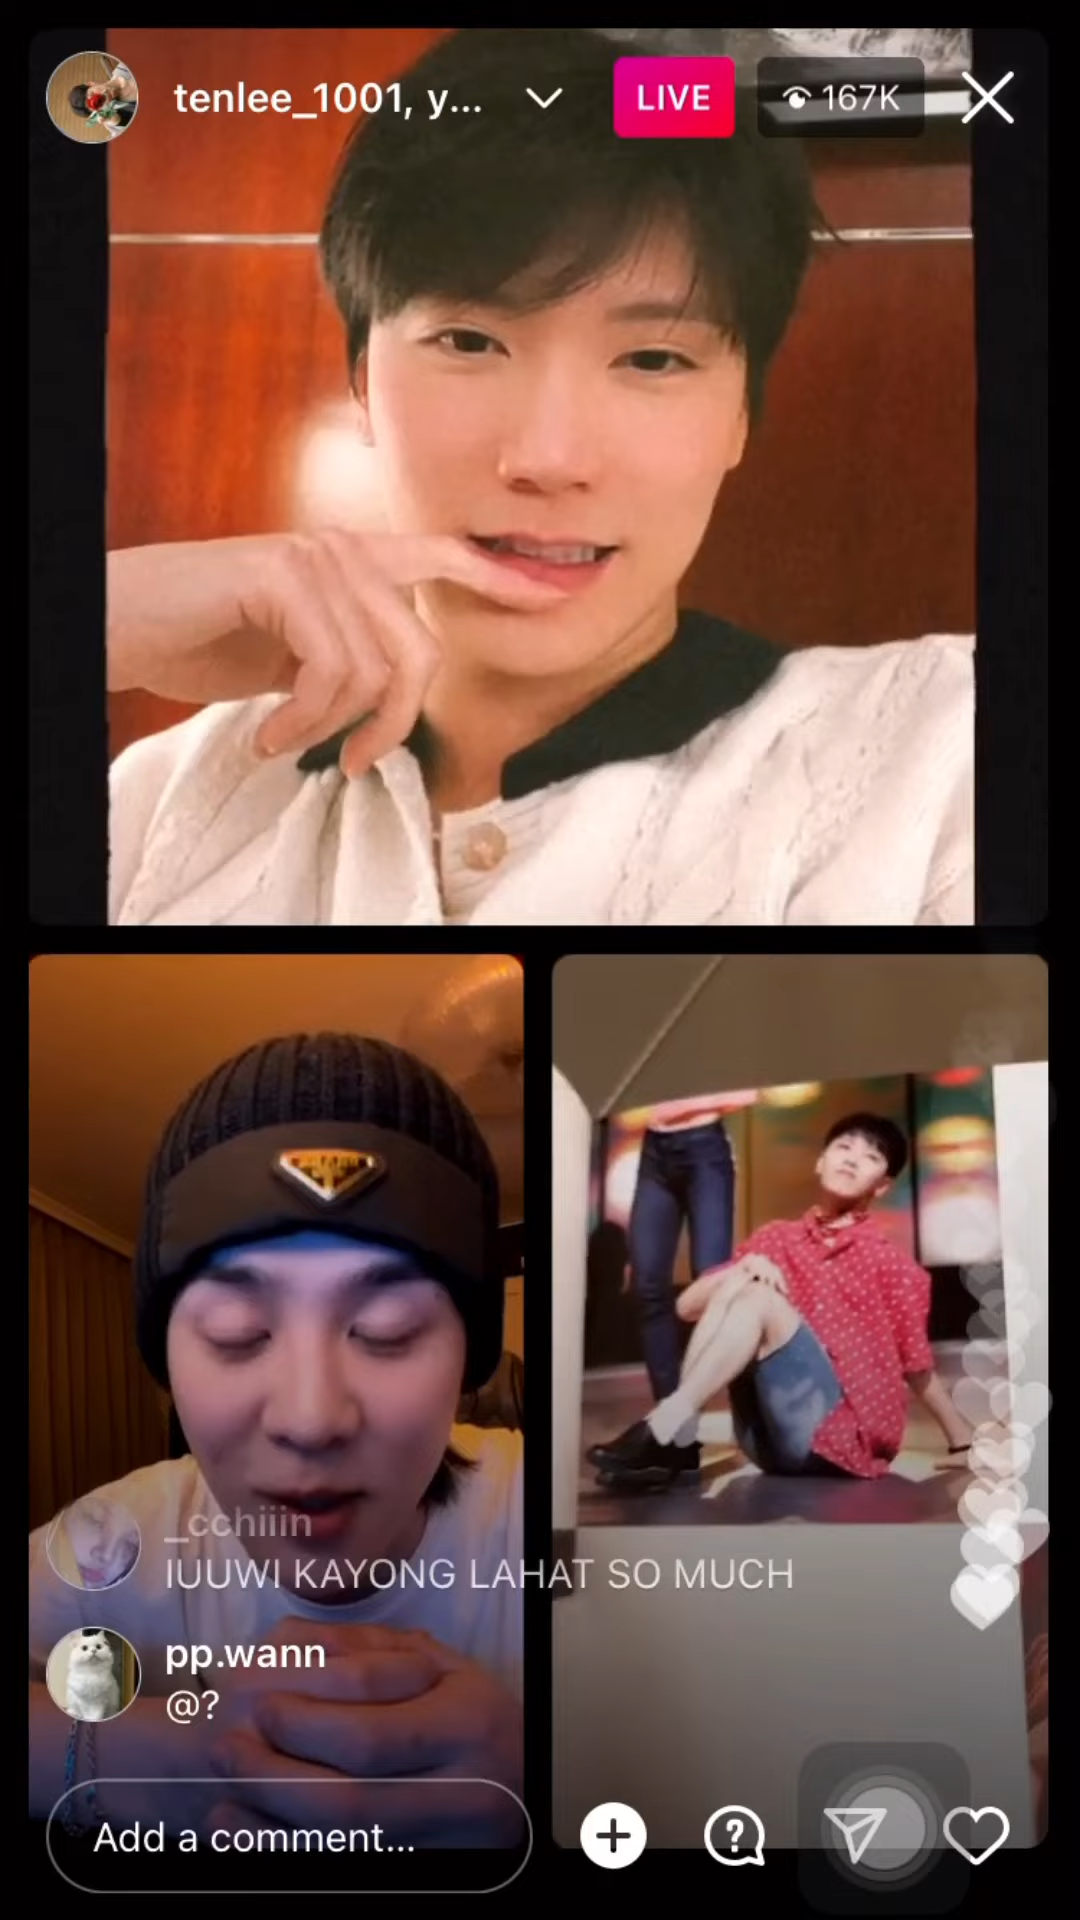 tenlee_1001, y...
LIVE
167K
_cchiiin
IUUWI KAYONG LAHAT SO MUCH
pp.wann
@?
Add a comment...